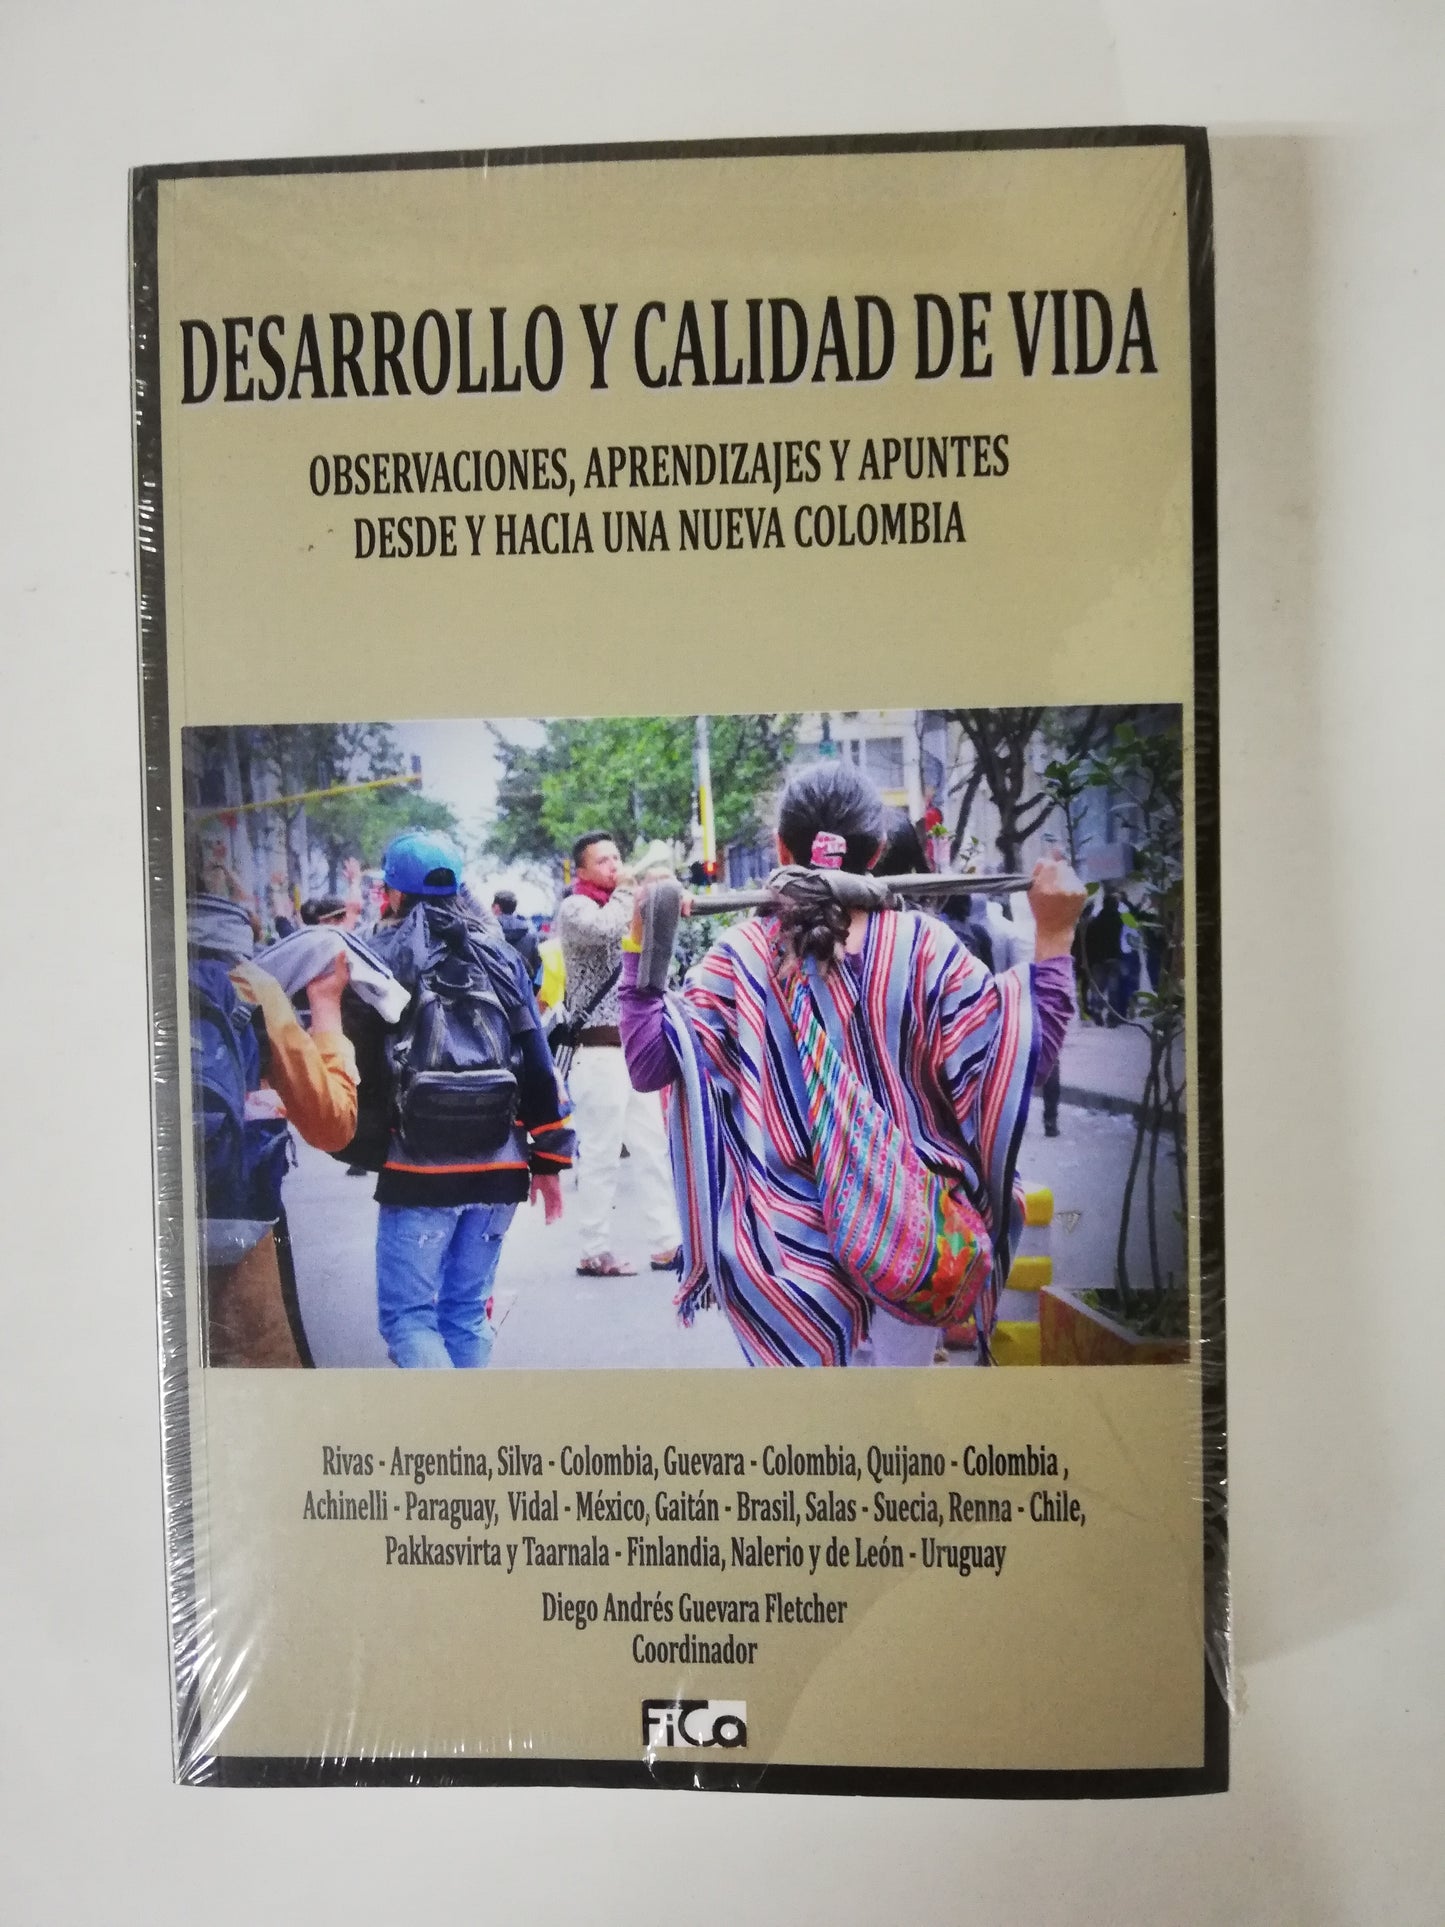 DESARROLLO Y CALIDAD DE VIDA
OBSERVACIONES, APRENDIZAJES Y APUNTES
DESDE Y HACIA UNA NUEVA COLOMBIA
Rivas - Argentina, Silva - Colombia, Guevara - Colombia, Quijano - Colombia ,
Achinelli - Paraguay, Vidal - México, Gaitán - Brasil, Salas - Suecia, Renna - Chile,
Pakkasvirta y Taarnala - Finlandia, Nalerio y de León - Uruguay
Diego Andrés Guevara Fletcher
Coordinador
FiCa